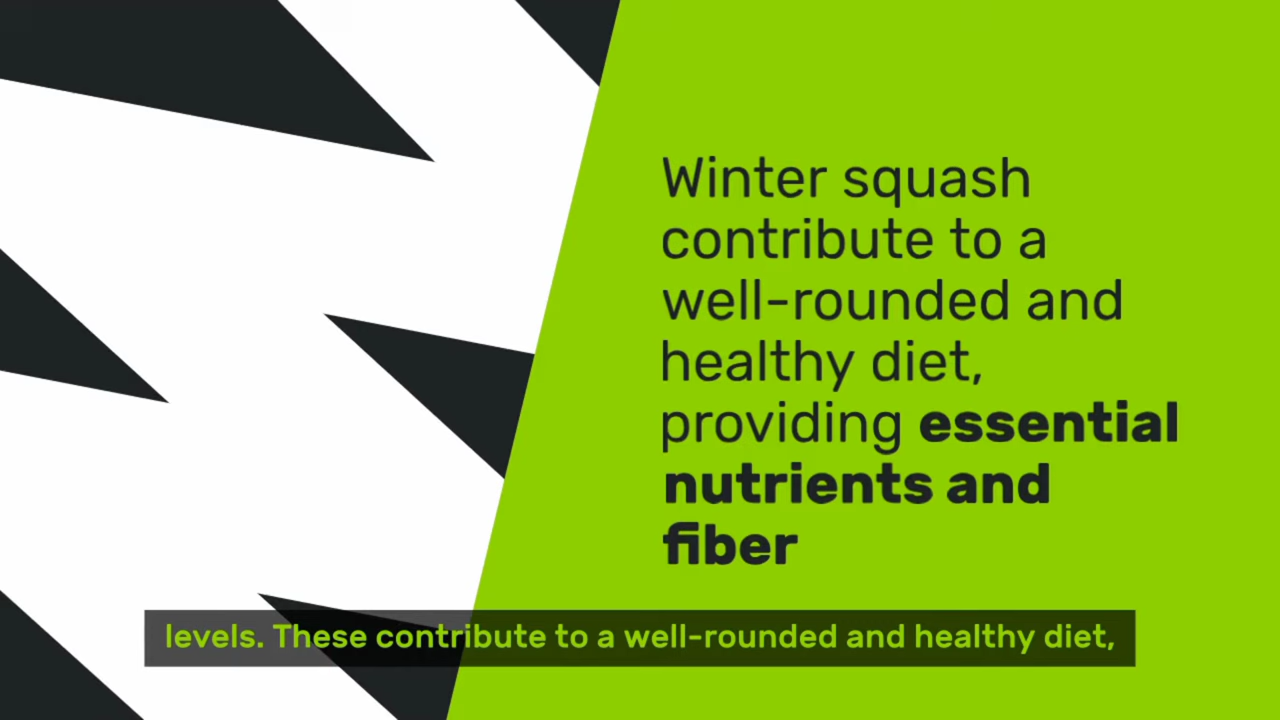 Winter squash
contribute to a
well-rounded and
healthy diet,
providing essential
nutrients and
fiber
levels. These contribute to a well-rounded and healthy diet,